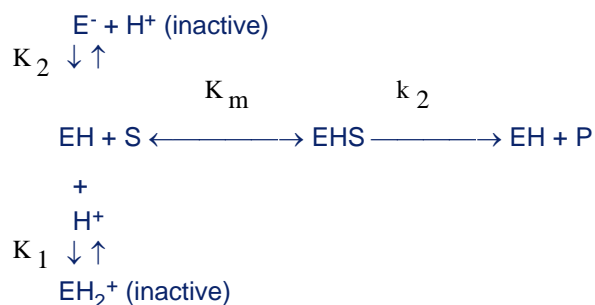 E⁻ + H⁺ (inactive)
K₂ ↓ ↑
Kₘ k₂
EH + S ⟷ EHS ⟶ EH + P
+
H⁺
K₁ ↓ ↑
EH₂⁺ (inactive)